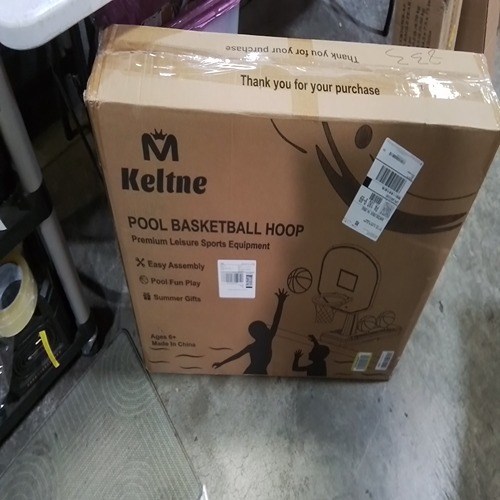 Thank you for your purchase
Thank you for your purchase
M
Keltne
POOL BASKETBALL HOOP
Premium Leisure Sports Equipment
Easy Assembly
Pool Fun Play
Summer Gifts
Ages 6+
Made In China